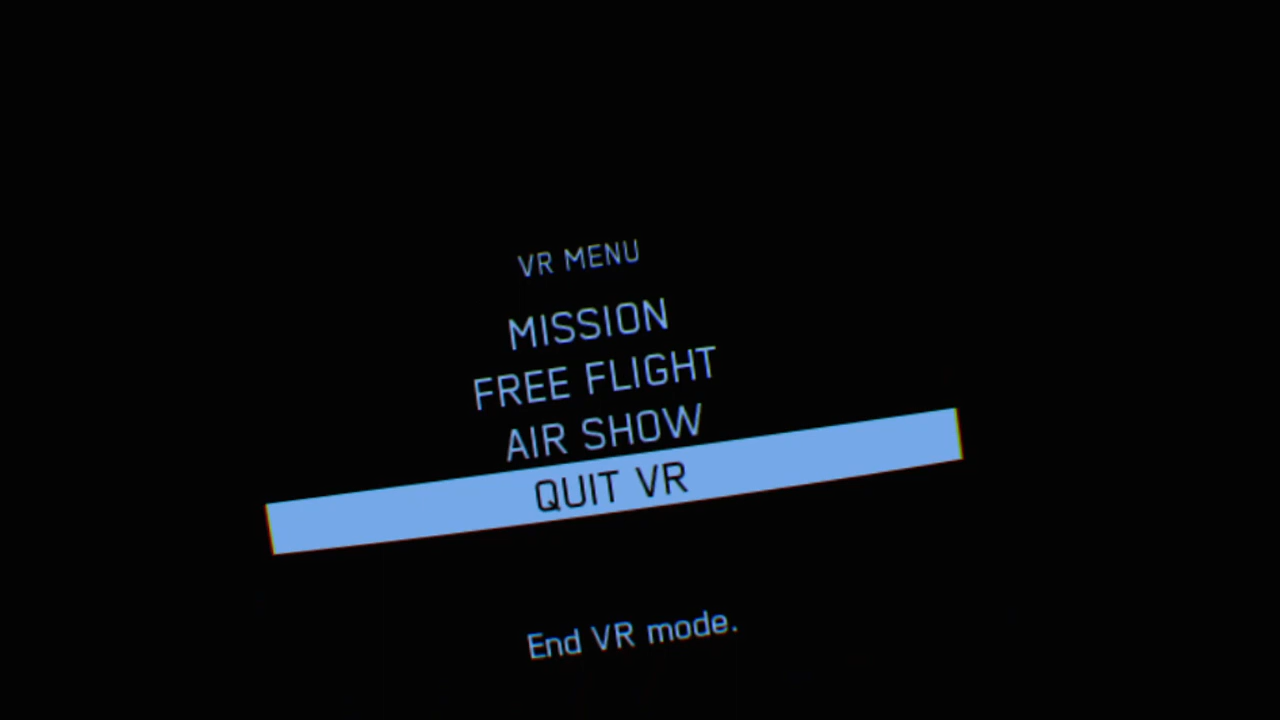 VR MENU
MISSION
FREE FLIGHT
AIR SHOW
QUIT VR
End VR mode.